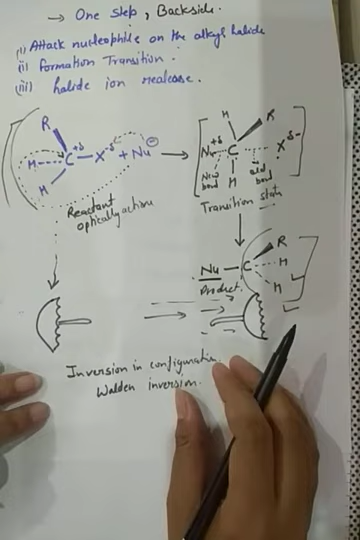 → One step, Backside.
(i) Attack nucleophile on the alkyl halide
(ii) Formation Transition.
(iii) halide ion realease.
R
H C+δ — X-δ + Nu⊖
H
Reactant
optically
H R
Nu C X δ-
New bond H old bond
Transition state
R
Nu — C H
H
Product
Inversion in configuration.
Walden inversion.